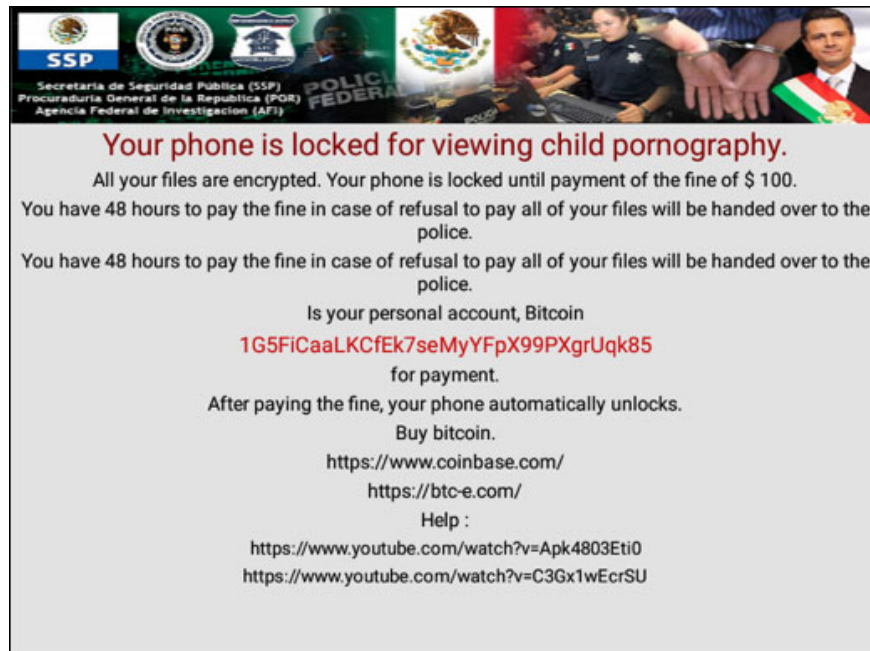 SSP
PGR
Secretaria de Seguridad Pública (SSP)
Procuraduria General de la Republica (PGR)
Agencia Federal de Investigacion (AFI)
POLICIA
FEDERAL
Your phone is locked for viewing child pornography.
All your files are encrypted. Your phone is locked until payment of the fine of $ 100.
You have 48 hours to pay the fine in case of refusal to pay all of your files will be handed over to the
police.
You have 48 hours to pay the fine in case of refusal to pay all of your files will be handed over to the
police.
Is your personal account, Bitcoin
1G5FiCaaLKCfEk7seMyYFpX99PXgrUqk85
for payment.
After paying the fine, your phone automatically unlocks.
Buy bitcoin.
https://www.coinbase.com/
https://btc-e.com/
Help :
https://www.youtube.com/watch?v=Apk4803Eti0
https://www.youtube.com/watch?v=C3Gx1wEcrSU